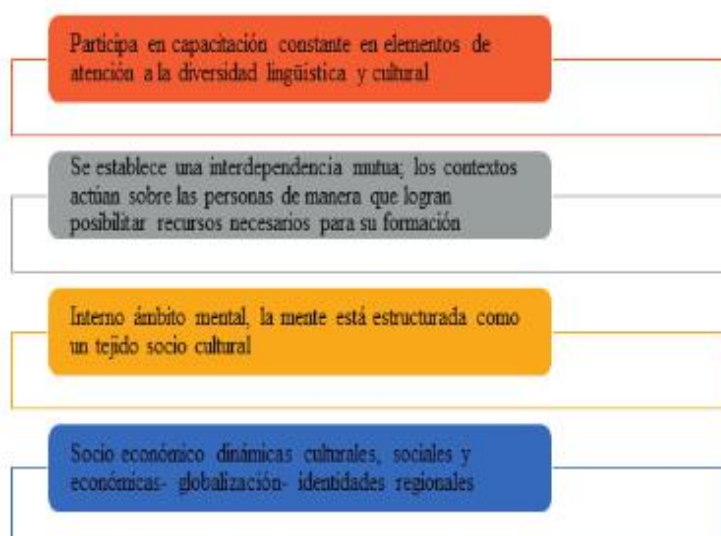 Participa en capacitación constante en elementos de
atención a la diversidad lingüística y cultural
Se establece una interdependencia mutua; los contextos
actúan sobre las personas de manera que logran
posibilitar recursos necesarios para su formación
Interno ámbito mental, la mente está estructurada como
un tejido socio cultural
Socio económico dinámicas culturales, sociales y
económicas- globalización- identidades regionales